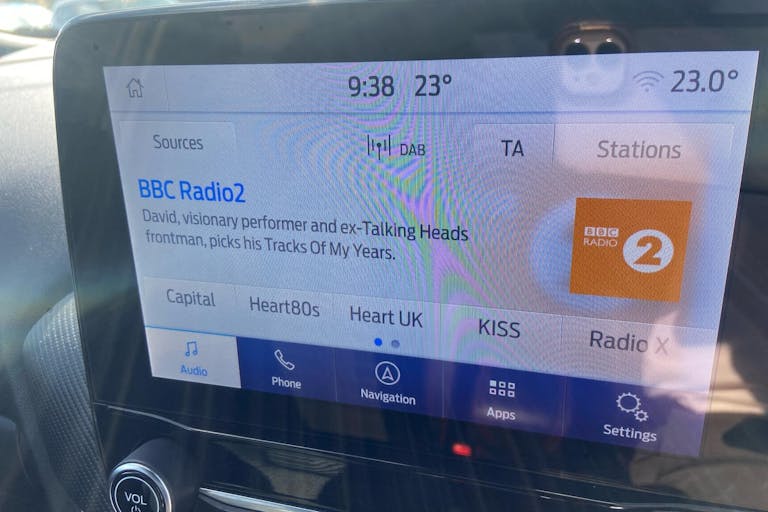 9:38 23° 23.0°
Sources DAB TA Stations
BBC Radio2
David, visionary performer and ex-Talking Heads
frontman, picks his Tracks Of My Years.
BBC
RADIO 2
Capital Heart80s Heart UK KISS Radio X
Audio Phone Navigation Apps Settings
VOL